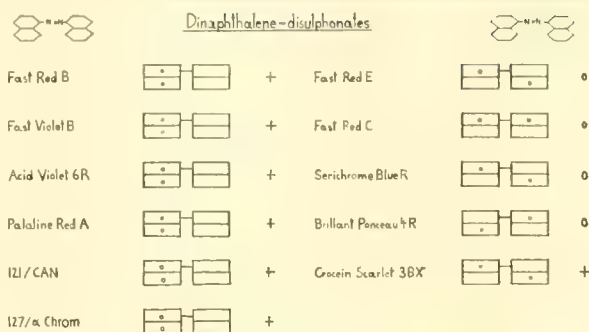 N=N Dinaphthalene-disulphonates N=N
Fast Red B + Fast Red E o
Fast Violet B + Fast Red C o
Acid Violet 6R + Serichrome Blue R o
Palatine Red A + Brillant Ponceau 4R o
121/CAN + Crocein Scarlet 3BX +
127/α Chrom +